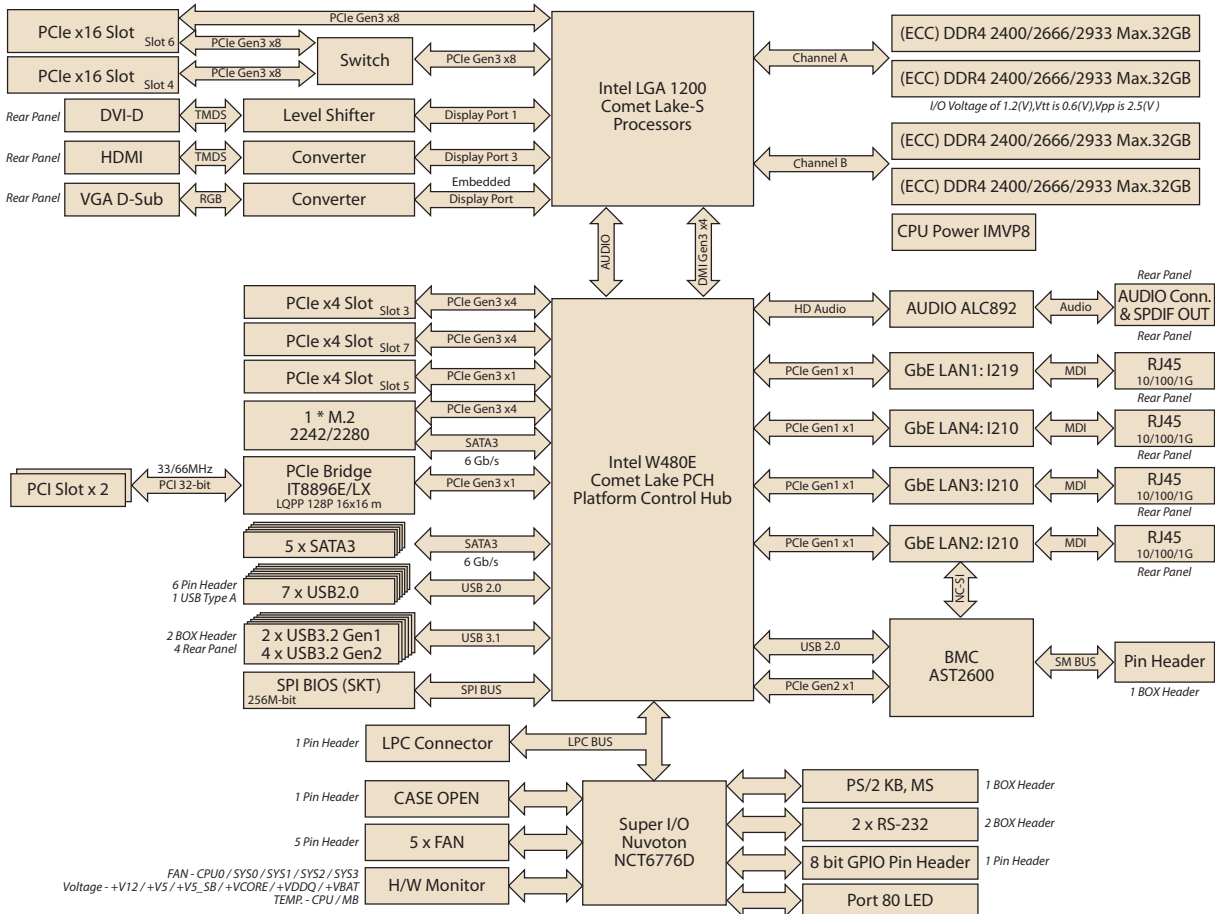 PCIe x16 Slot
Slot 6
PCIe Gen3 x8
PCIe Gen3 x8
PCIe x16 Slot
Slot 4
PCIe Gen3 x8
Switch
PCIe Gen3 x8
Rear Panel
DVI-D
TMDS
Level Shifter
Display Port 1
Rear Panel
HDMI
TMDS
Converter
Display Port 3
Rear Panel
VGA D-Sub
RGB
Converter
Embedded
Display Port
Intel LGA 1200
Comet Lake-S
Processors
Channel A
(ECC) DDR4 2400/2666/2933 Max.32GB
(ECC) DDR4 2400/2666/2933 Max.32GB
I/O Voltage of 1.2(V),Vtt is 0.6(V),Vpp is 2.5(V )
Channel B
(ECC) DDR4 2400/2666/2933 Max.32GB
(ECC) DDR4 2400/2666/2933 Max.32GB
CPU Power IMVP8
AUDIO
DMI Gen3 x4
PCIe x4 Slot
Slot 3
PCIe Gen3 x4
PCIe x4 Slot
Slot 7
PCIe Gen3 x4
PCIe x4 Slot
Slot 5
PCIe Gen3 x1
1 * M.2
2242/2280
PCIe Gen3 x4
SATA3
6 Gb/s
PCI Slot x 2
33/66MHz
PCI 32-bit
PCIe Bridge
IT8896E/LX
LQPP 128P 16x16 m
PCIe Gen3 x1
5 x SATA3
SATA3
6 Gb/s
6 Pin Header
1 USB Type A
7 x USB2.0
USB 2.0
2 BOX Header
4 Rear Panel
2 x USB3.2 Gen1
4 x USB3.2 Gen2
USB 3.1
SPI BIOS (SKT)
256M-bit
SPI BUS
Intel W480E
Comet Lake PCH
Platform Control Hub
HD Audio
AUDIO ALC892
Audio
Rear Panel
AUDIO Conn.
& SPDIF OUT
Rear Panel
PCIe Gen1 x1
GbE LAN1: I219
MDI
RJ45
10/100/1G
Rear Panel
PCIe Gen1 x1
GbE LAN4: I210
MDI
RJ45
10/100/1G
Rear Panel
PCIe Gen1 x1
GbE LAN3: I210
MDI
RJ45
10/100/1G
Rear Panel
PCIe Gen1 x1
GbE LAN2: I210
MDI
RJ45
10/100/1G
Rear Panel
NC-SI
USB 2.0
PCIe Gen2 x1
BMC
AST2600
SM BUS
Pin Header
1 BOX Header
1 Pin Header
LPC Connector
LPC BUS
1 Pin Header
CASE OPEN
5 Pin Header
5 x FAN
FAN - CPU0 / SYS0 / SYS1 / SYS2 / SYS3
Voltage - +V12 / +V5 / +V5_SB / +VCORE / +VDDQ / +VBAT
TEMP. - CPU / MB
H/W Monitor
Super I/O
Nuvoton
NCT6776D
PS/2 KB, MS
1 BOX Header
2 x RS-232
2 BOX Header
8 bit GPIO Pin Header
1 Pin Header
Port 80 LED